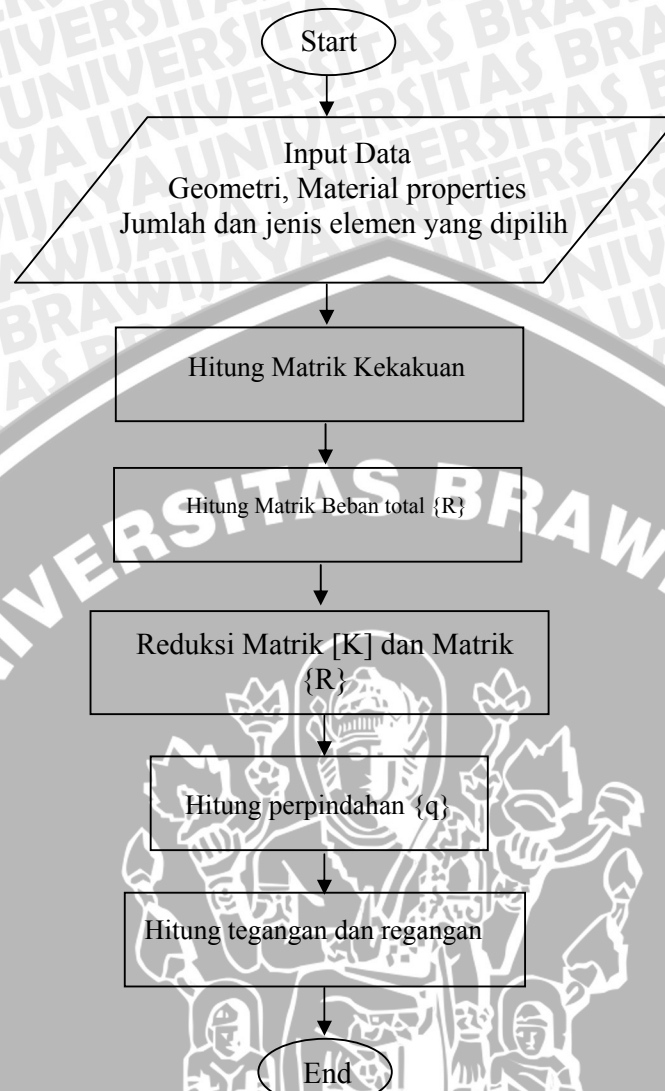 Start
Input Data
Geometri, Material properties
Jumlah dan jenis elemen yang dipilih
Hitung Matrik Kekakuan
Hitung Matrik Beban total {R}
Reduksi Matrik [K] dan Matrik
{R}
Hitung perpindahan {q}
Hitung tegangan dan regangan
End